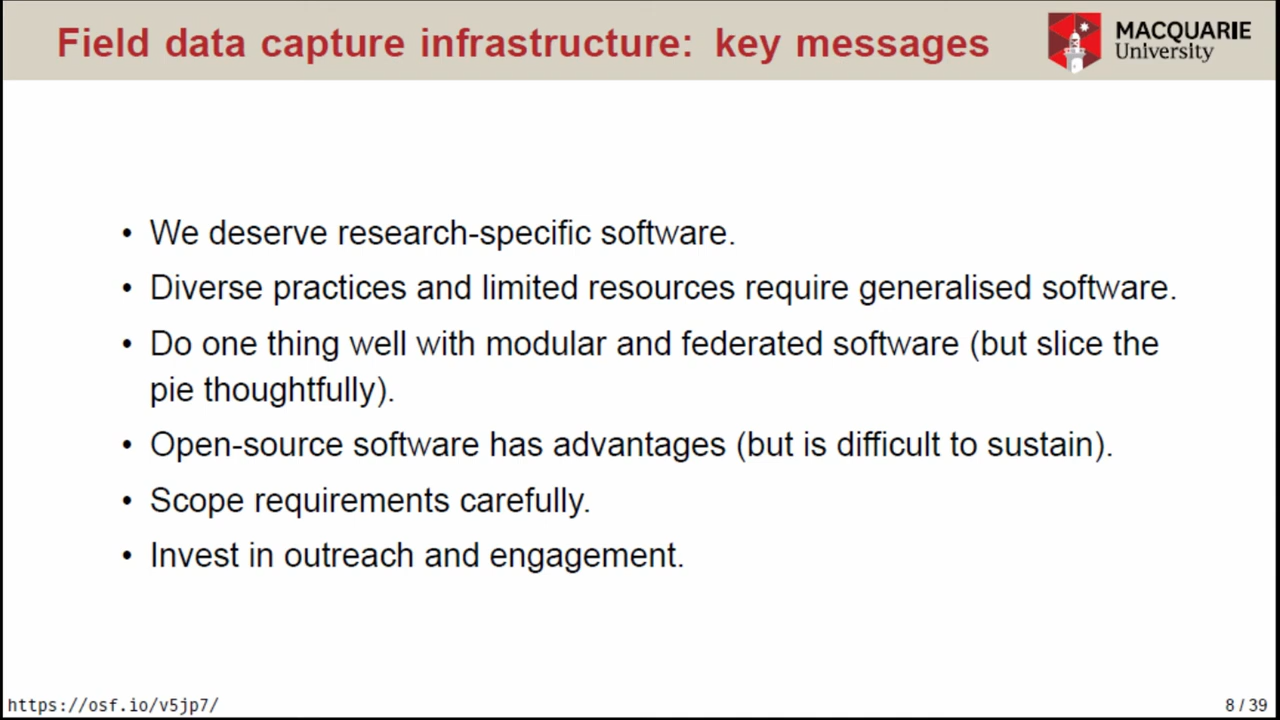 Field data capture infrastructure: key messages
MACQUARIE
University
• We deserve research-specific software.
• Diverse practices and limited resources require generalised software.
• Do one thing well with modular and federated software (but slice the
pie thoughtfully).
• Open-source software has advantages (but is difficult to sustain).
• Scope requirements carefully.
• Invest in outreach and engagement.
https://osf.io/v5jp7/
8 / 39